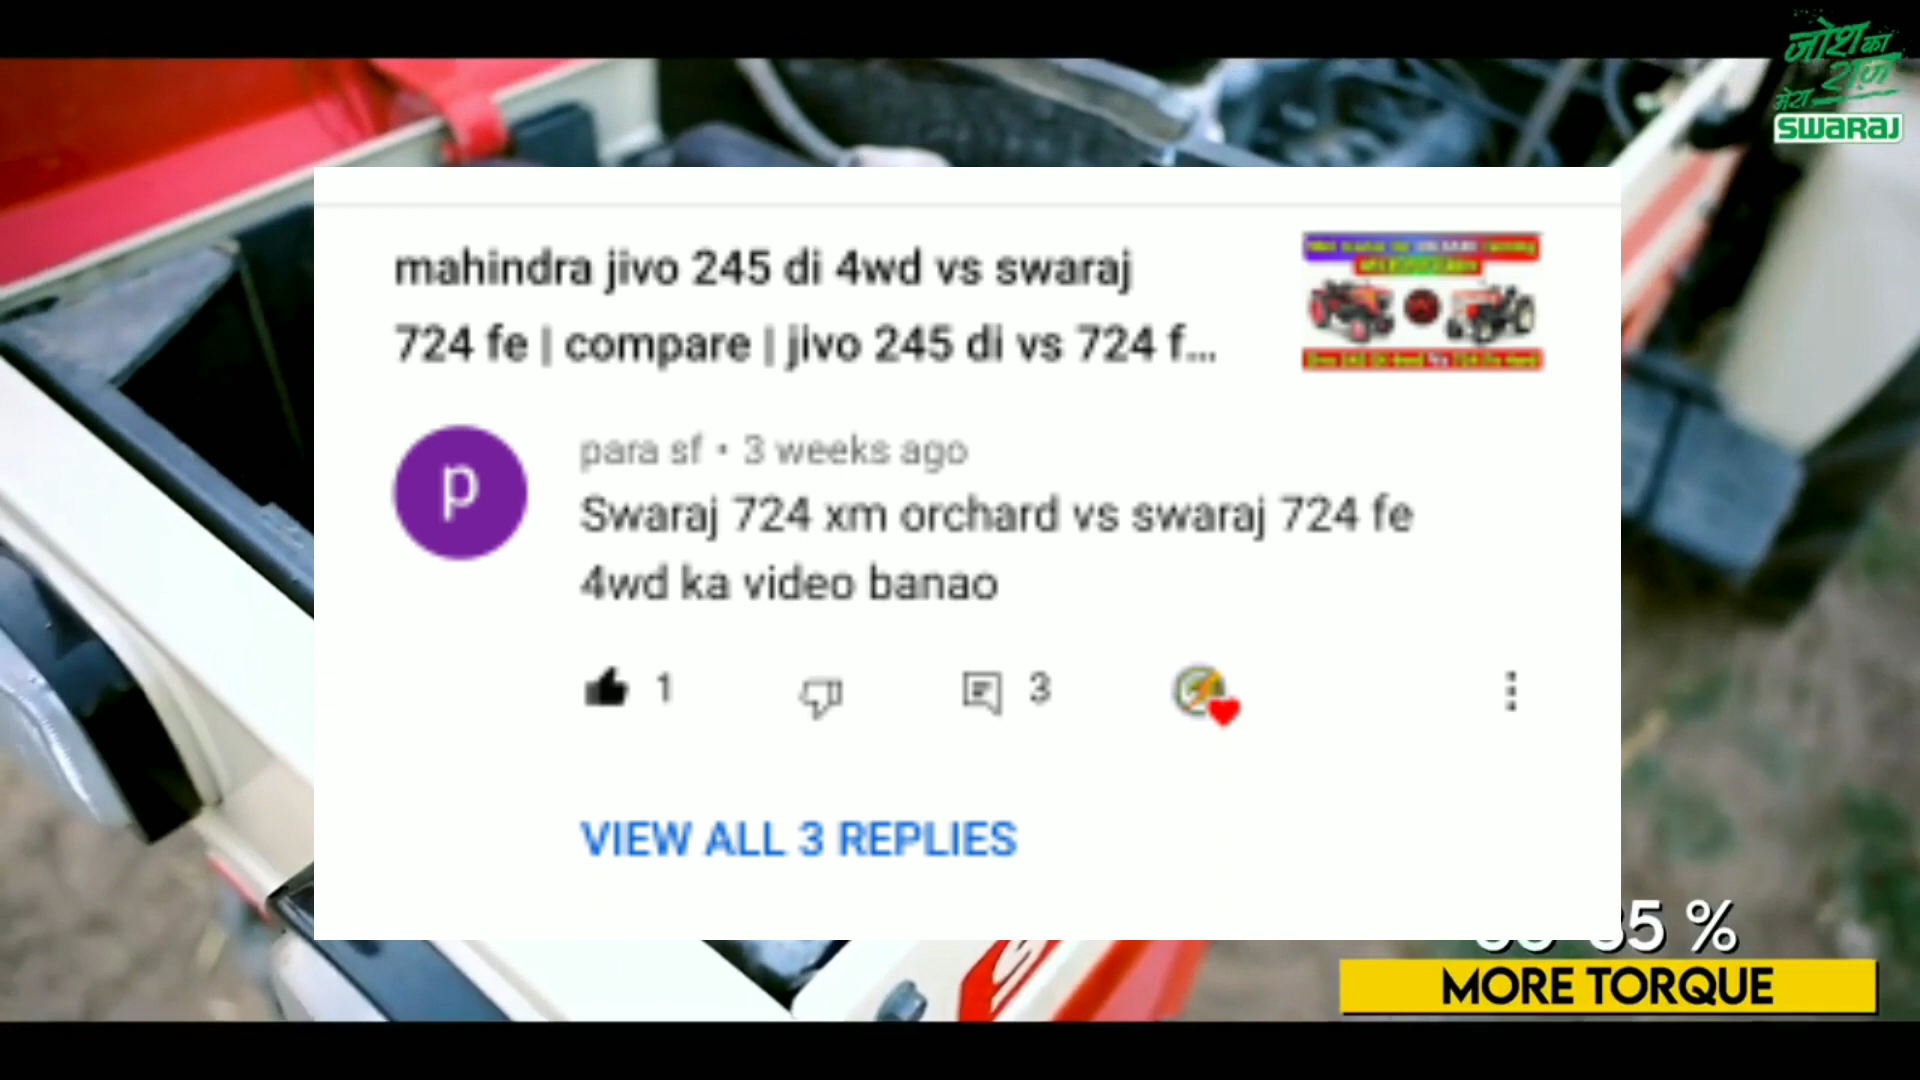 जोश का
राज
मेरा
SWARAJ
mahindra jivo 245 di 4wd vs swaraj
724 fe | compare | jivo 245 di vs 724 f...
p
para sf • 3 weeks ago
Swaraj 724 xm orchard vs swaraj 724 fe
4wd ka video banao
1
3
VIEW ALL 3 REPLIES
%
MORE TORQUE